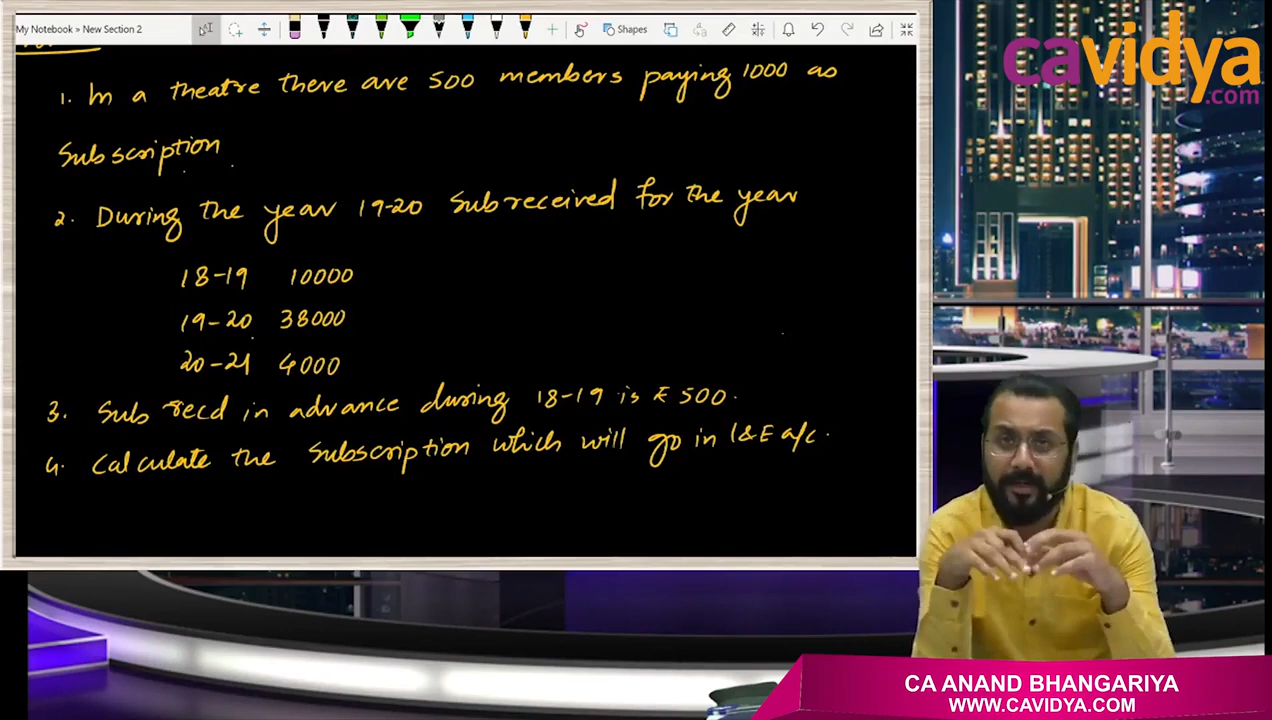 My Notebook » New Section 2
Shapes
cavidya
.com
1. In a theatre there are 500 members paying 1000 as
Subscription
2. During the year 19-20 Sub received for the year
18-19 10000
19-20 38000
20-21 4000
3. Sub recd in advance during 18-19 is ₹ 500.
4. Calculate the Subscription which will go in I&E a/c.
CA ANAND BHANGARIYA
WWW.CAVIDYA.COM